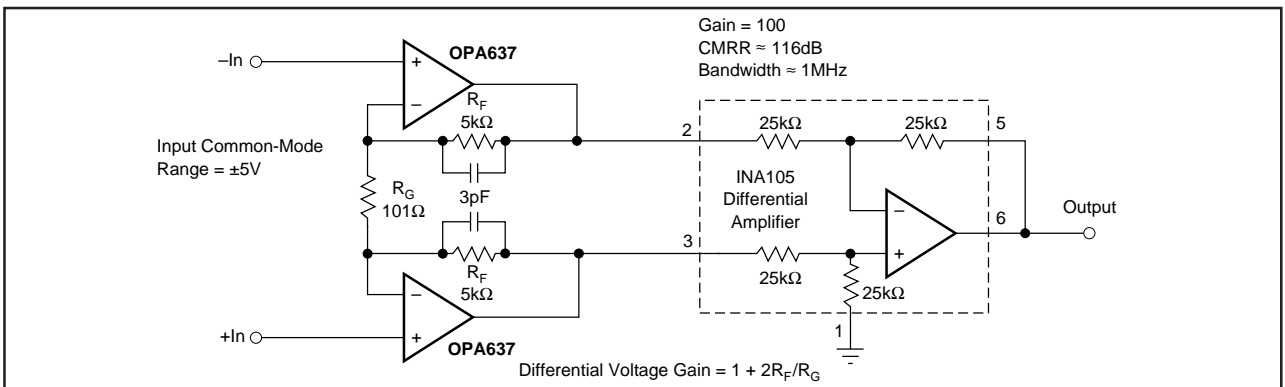 Gain = 100
CMRR ≈ 116dB
Bandwidth ≈ 1MHz
OPA637
–In
+
–
R_F
5kΩ
2
25kΩ
25kΩ
5
Input Common-Mode
Range = ±5V
R_G
101Ω
3pF
INA105
Differential
Amplifier
–
+
6
Output
3
25kΩ
25kΩ
R_F
5kΩ
–
+
+In
OPA637
1
Differential Voltage Gain = 1 + 2R_F/R_G